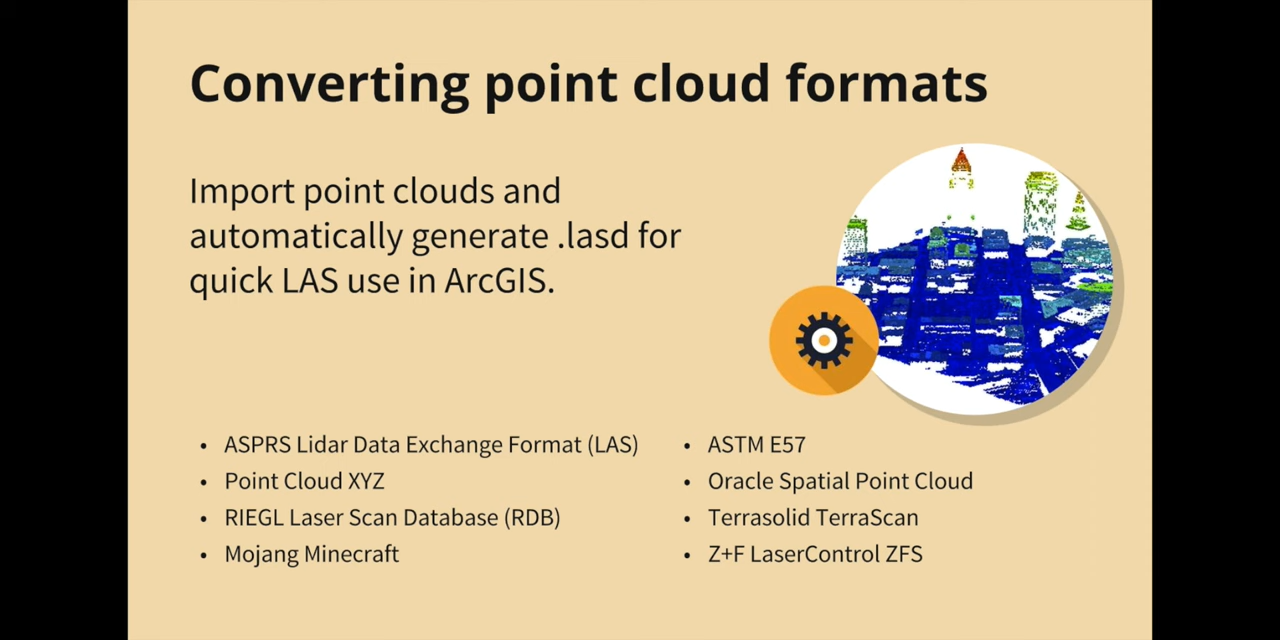 Converting point cloud formats
Import point clouds and
automatically generate .lasd for
quick LAS use in ArcGIS.
• ASPRS Lidar Data Exchange Format (LAS)
• Point Cloud XYZ
• RIEGL Laser Scan Database (RDB)
• Mojang Minecraft
• ASTM E57
• Oracle Spatial Point Cloud
• Terrasolid TerraScan
• Z+F LaserControl ZFS